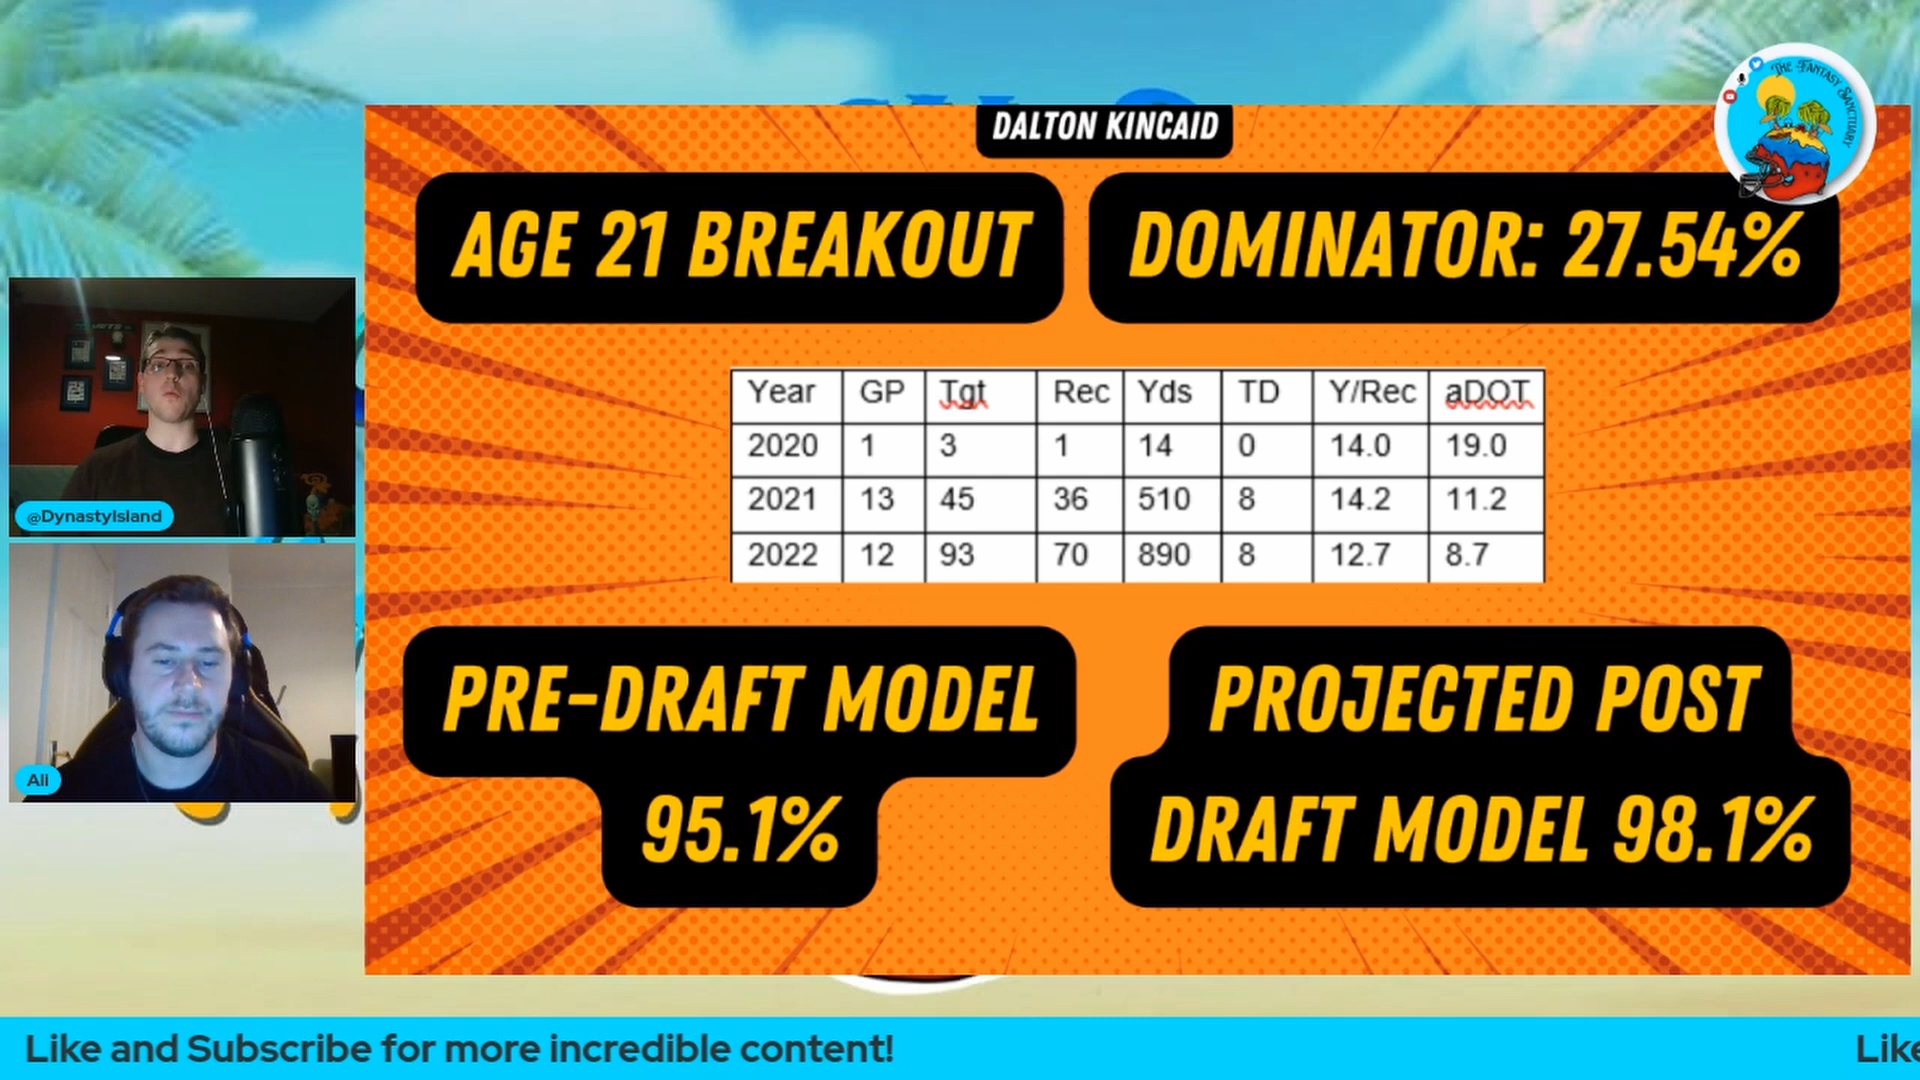 DALTON KINCAID
THE FANTASY SANCTUARY
AGE 21 BREAKOUT
DOMINATOR: 27.54%
Year GP Tgt Rec Yds TD Y/Rec aDOT
2020 1 3 1 14 0 14.0 19.0
2021 13 45 36 510 8 14.2 11.2
2022 12 93 70 890 8 12.7 8.7
@DynastyIsland
Ali
PRE-DRAFT MODEL
95.1%
PROJECTED POST
DRAFT MODEL 98.1%
Like and Subscribe for more incredible content!
Like